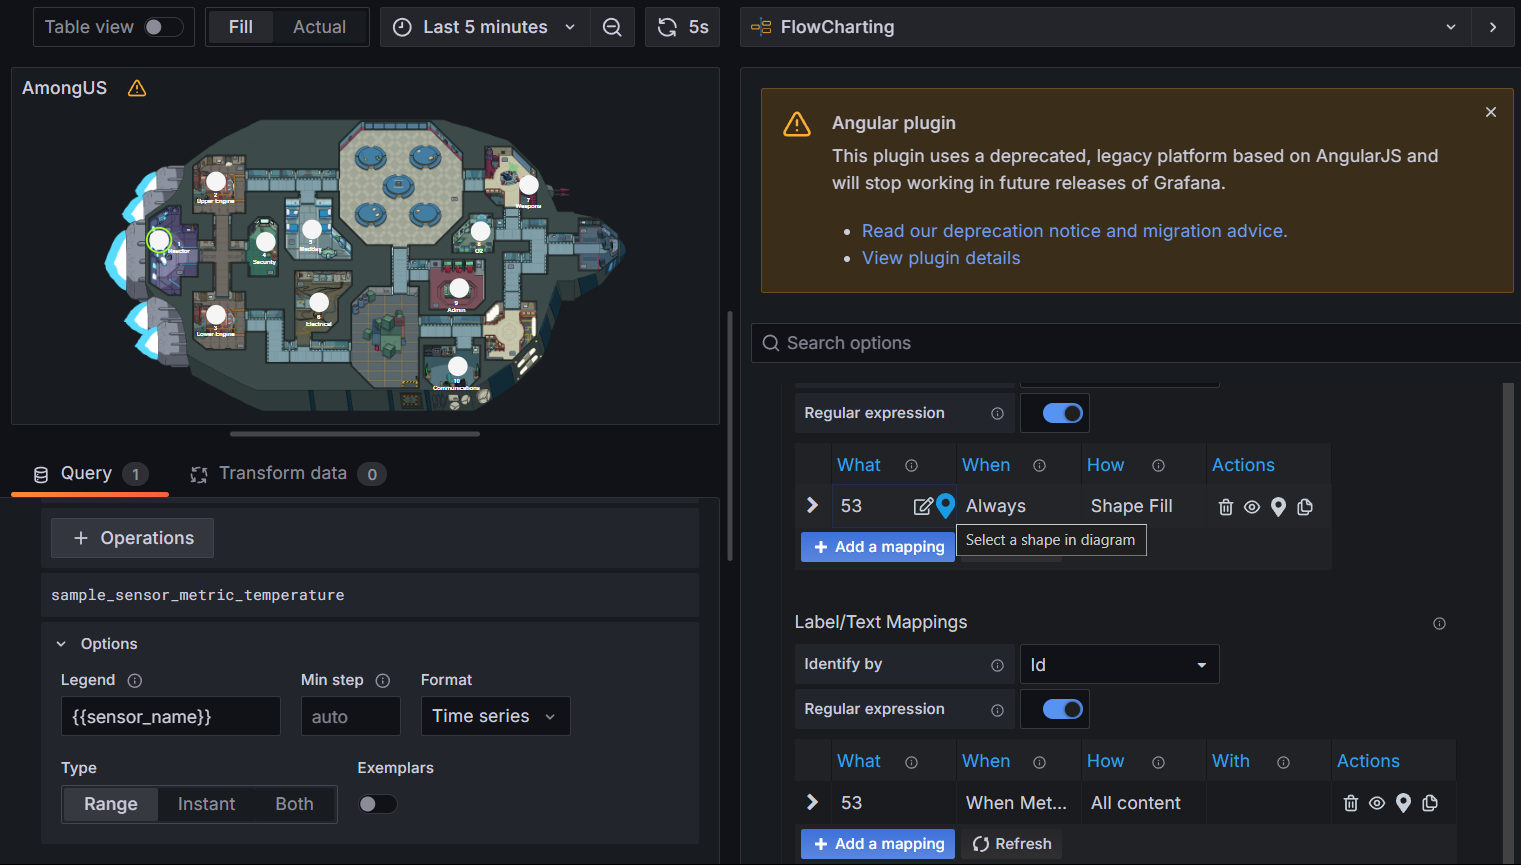 Table view
Fill
Actual
Last 5 minutes
5s
FlowCharting
AmongUS
2
Upper Engine
7
Weapons
1
Reactor
4
Security
5
MedBay
8
O2
9
Admin
6
Electrical
3
Lower Engine
10
Communications
Angular plugin
This plugin uses a deprecated, legacy platform based on AngularJS and
will stop working in future releases of Grafana.
Read our deprecation notice and migration advice.
View plugin details
Search options
Regular expression
What
When
How
Actions
53
Always
Shape Fill
+ Add a mapping
Select a shape in diagram
Label/Text Mappings
Identify by
Id
Regular expression
What
When
How
With
Actions
53
When Met...
All content
+ Add a mapping
Refresh
Query 1
Transform data 0
+ Operations
sample_sensor_metric_temperature
Options
Legend
Min step
Format
{{sensor_name}}
auto
Time series
Type
Exemplars
Range
Instant
Both